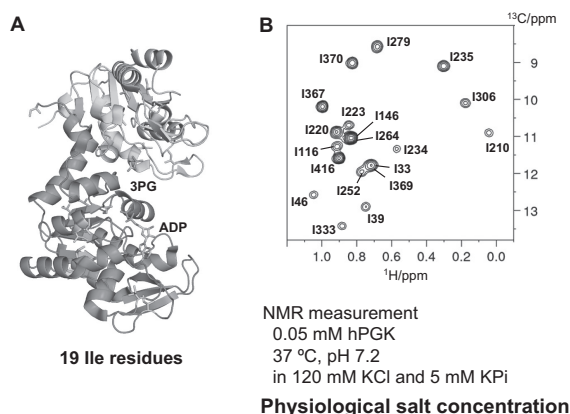 A
3PG
ADP
19 Ile residues
B
¹³C/ppm
I279
I370
I235
9
I367
I306
10
I223
I146
I220
I264
I210
11
I116
I234
I416
I33
12
I252
I369
I46
I39
13
I333
1.0 0.8 0.6 0.4 0.2 0.0
¹H/ppm
NMR measurement
0.05 mM hPGK
37 ºC, pH 7.2
in 120 mM KCl and 5 mM KPi
Physiological salt concentration